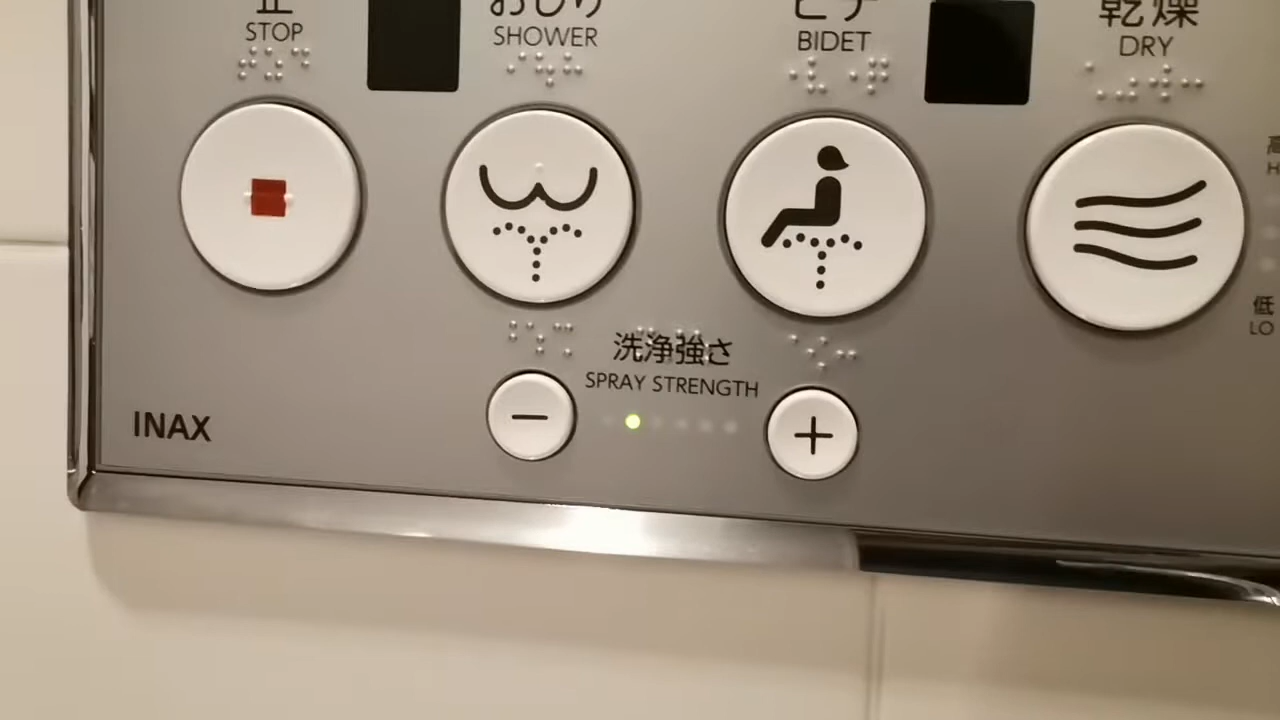 止
STOP
おしり
SHOWER
ビデ
BIDET
乾燥
DRY
洗浄強さ
SPRAY STRENGTH
−
+
INAX
低
LO